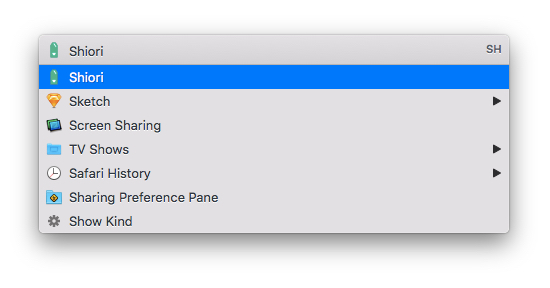 Shiori SH
Shiori
Sketch
Screen Sharing
TV Shows
Safari History
Sharing Preference Pane
Show Kind